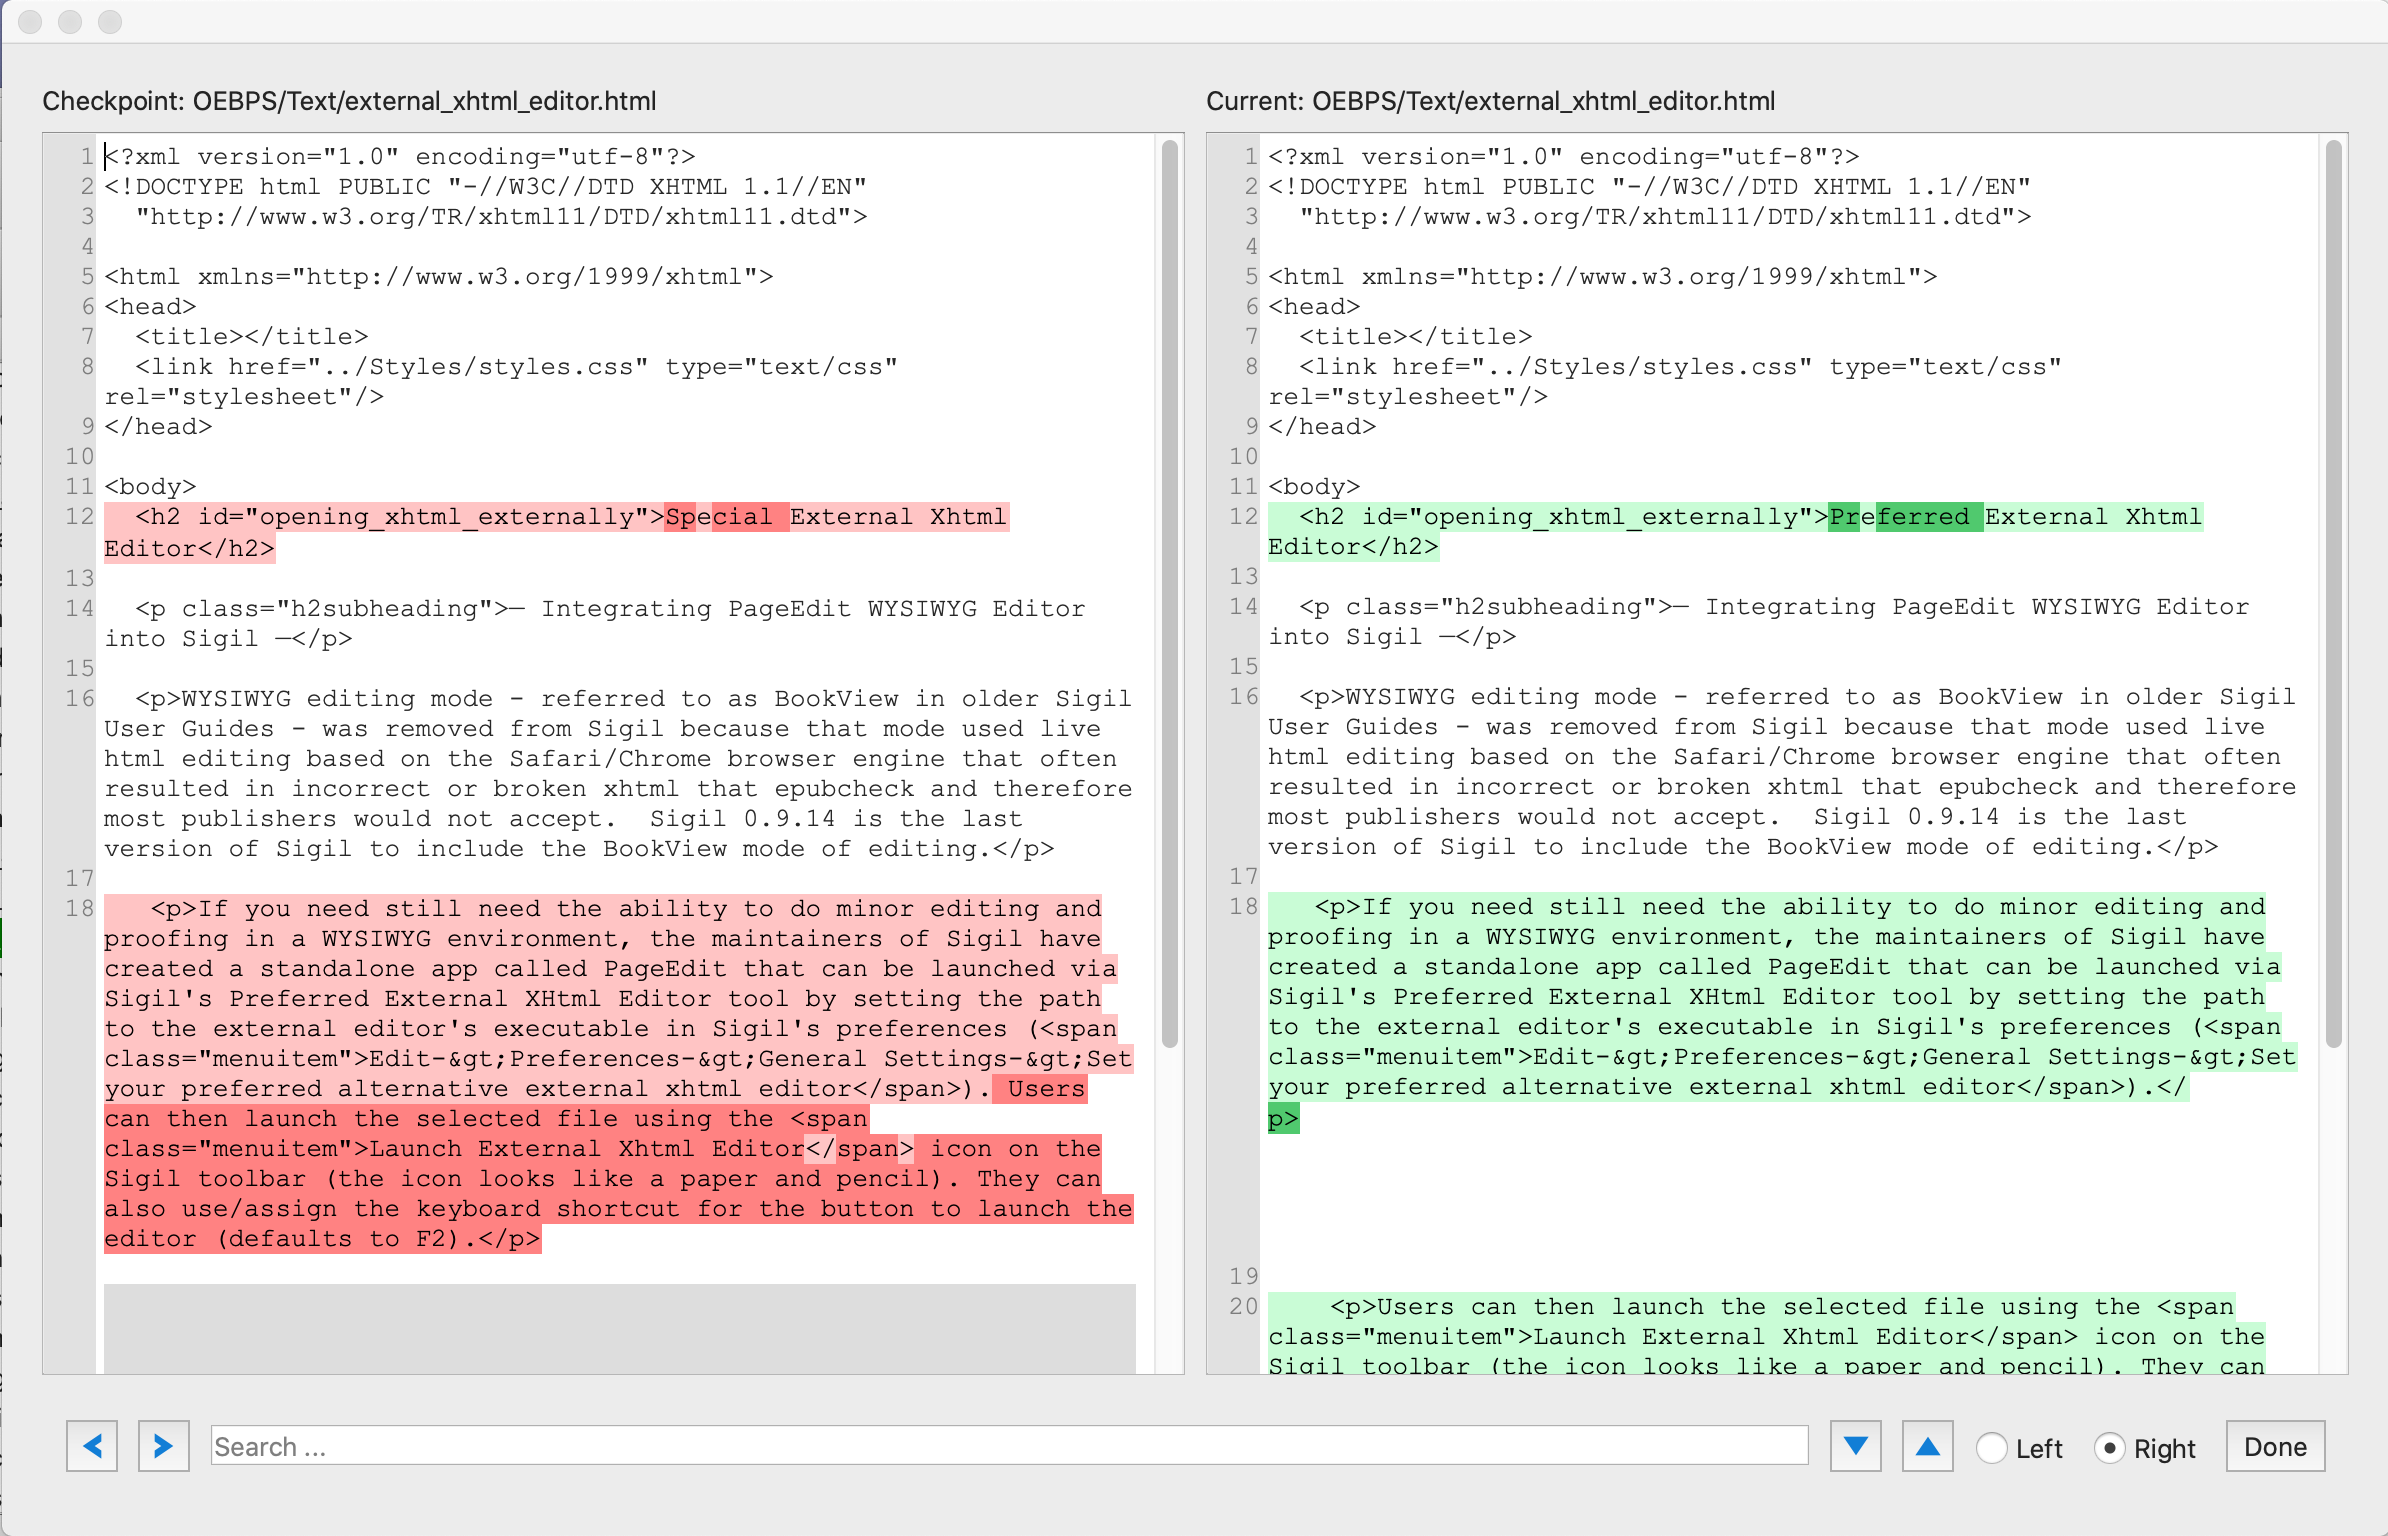 Checkpoint: OEBPS/Text/external_xhtml_editor.html
1 <?xml version="1.0" encoding="utf-8"?>
2 <!DOCTYPE html PUBLIC "-//W3C//DTD XHTML 1.1//EN"
3   "http://www.w3.org/TR/xhtml11/DTD/xhtml11.dtd">
4
5 <html xmlns="http://www.w3.org/1999/xhtml">
6 <head>
7   <title></title>
8   <link href="../Styles/styles.css" type="text/css"
rel="stylesheet"/>
9 </head>
10
11 <body>
12   <h2 id="opening_xhtml_externally">Special External Xhtml
Editor</h2>
13
14   <p class="h2subheading">— Integrating PageEdit WYSIWYG Editor
into Sigil —</p>
15
16   <p>WYSIWYG editing mode - referred to as BookView in older Sigil
User Guides - was removed from Sigil because that mode used live
html editing based on the Safari/Chrome browser engine that often
resulted in incorrect or broken xhtml that epubcheck and therefore
most publishers would not accept.  Sigil 0.9.14 is the last
version of Sigil to include the BookView mode of editing.</p>
17
18    <p>If you need still need the ability to do minor editing and
proofing in a WYSIWYG environment, the maintainers of Sigil have
created a standalone app called PageEdit that can be launched via
Sigil's Preferred External XHtml Editor tool by setting the path
to the external editor's executable in Sigil's preferences (<span
class="menuitem">Edit-&gt;Preferences-&gt;General Settings-&gt;Set
your preferred alternative external xhtml editor</span>). Users
can then launch the selected file using the <span
class="menuitem">Launch External Xhtml Editor</span> icon on the
Sigil toolbar (the icon looks like a paper and pencil). They can
also use/assign the keyboard shortcut for the button to launch the
editor (defaults to F2).</p>
Current: OEBPS/Text/external_xhtml_editor.html
1 <?xml version="1.0" encoding="utf-8"?>
2 <!DOCTYPE html PUBLIC "-//W3C//DTD XHTML 1.1//EN"
3   "http://www.w3.org/TR/xhtml11/DTD/xhtml11.dtd">
4
5 <html xmlns="http://www.w3.org/1999/xhtml">
6 <head>
7   <title></title>
8   <link href="../Styles/styles.css" type="text/css"
rel="stylesheet"/>
9 </head>
10
11 <body>
12   <h2 id="opening_xhtml_externally">Preferred External Xhtml
Editor</h2>
13
14   <p class="h2subheading">— Integrating PageEdit WYSIWYG Editor
into Sigil —</p>
15
16   <p>WYSIWYG editing mode - referred to as BookView in older Sigil
User Guides - was removed from Sigil because that mode used live
html editing based on the Safari/Chrome browser engine that often
resulted in incorrect or broken xhtml that epubcheck and therefore
most publishers would not accept.  Sigil 0.9.14 is the last
version of Sigil to include the BookView mode of editing.</p>
17
18    <p>If you need still need the ability to do minor editing and
proofing in a WYSIWYG environment, the maintainers of Sigil have
created a standalone app called PageEdit that can be launched via
Sigil's Preferred External XHtml Editor tool by setting the path
to the external editor's executable in Sigil's preferences (<span
class="menuitem">Edit-&gt;Preferences-&gt;General Settings-&gt;Set
your preferred alternative external xhtml editor</span>).</
p>
19
20     <p>Users can then launch the selected file using the <span
class="menuitem">Launch External Xhtml Editor</span> icon on the
Sigil toolbar (the icon looks like a paper and pencil). They can
Search ...
Left
Right
Done